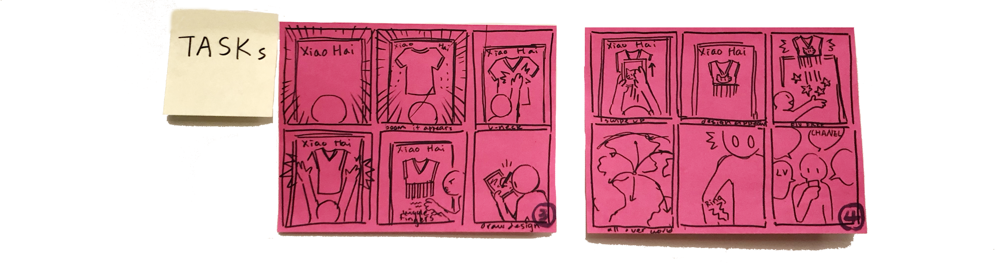 TASKs
Xiao Hai
Xiao Hai
boom it appears
Xiao Hai
v-neck
Xiao Hai
Xiao Hai
wiggle
fingers
draw design
3
Xiao Hai
swipe up
Xiao Hai
design appears
all over world
Ring
CHANEL
LV
4